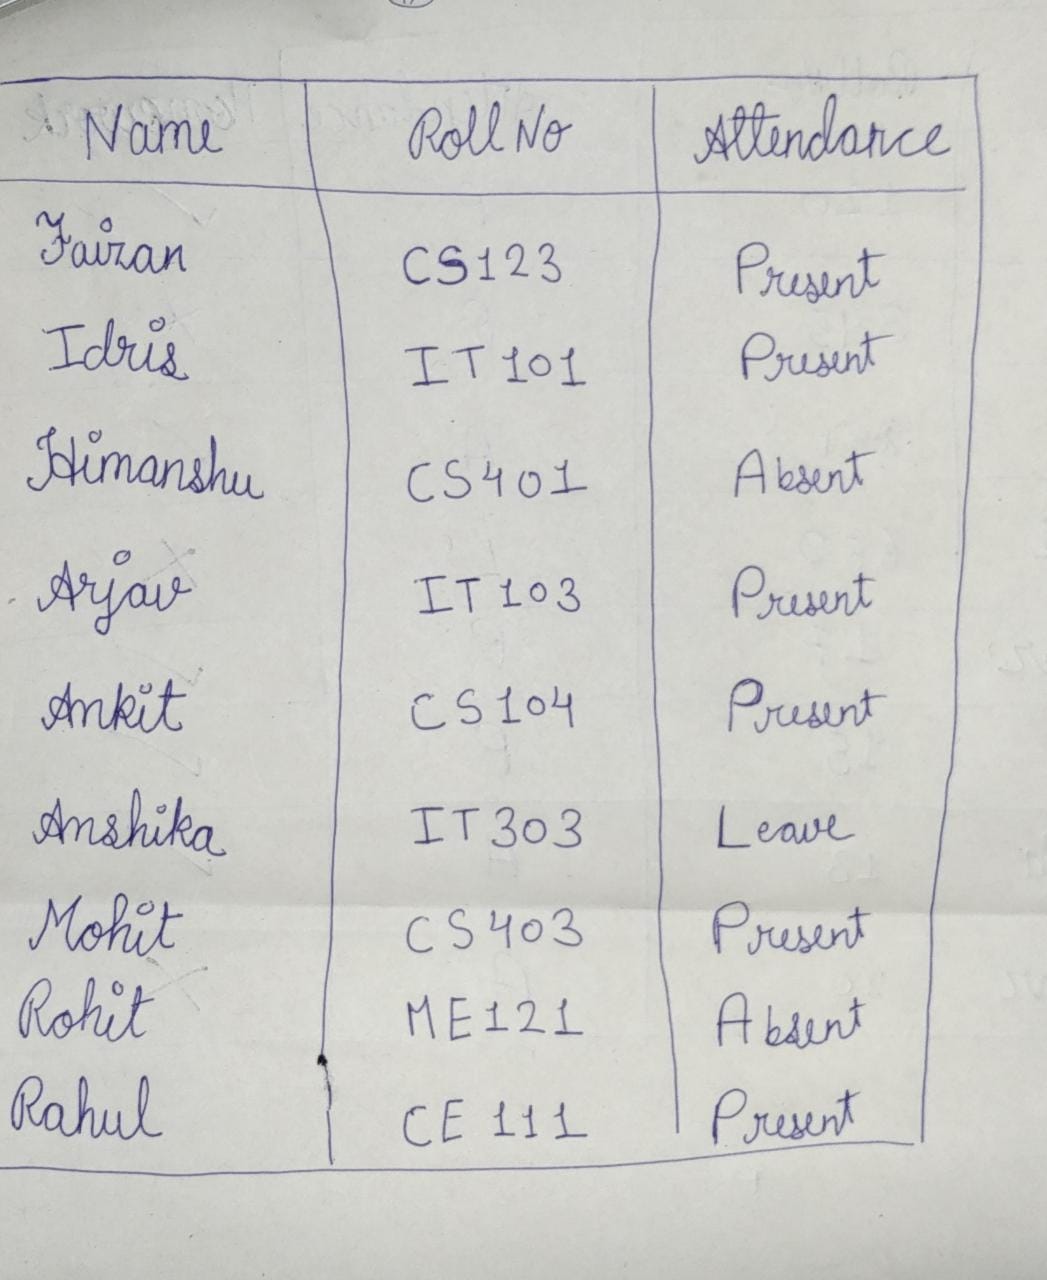 Name Roll No Attendance
Faizan CS123 Present
Idris IT101 Present
Himanshu CS401 Absent
Arjav IT103 Present
Ankit CS104 Present
Anshika IT303 Leave
Mohit CS403 Present
Rohit ME121 Absent
Rahul CE111 Present